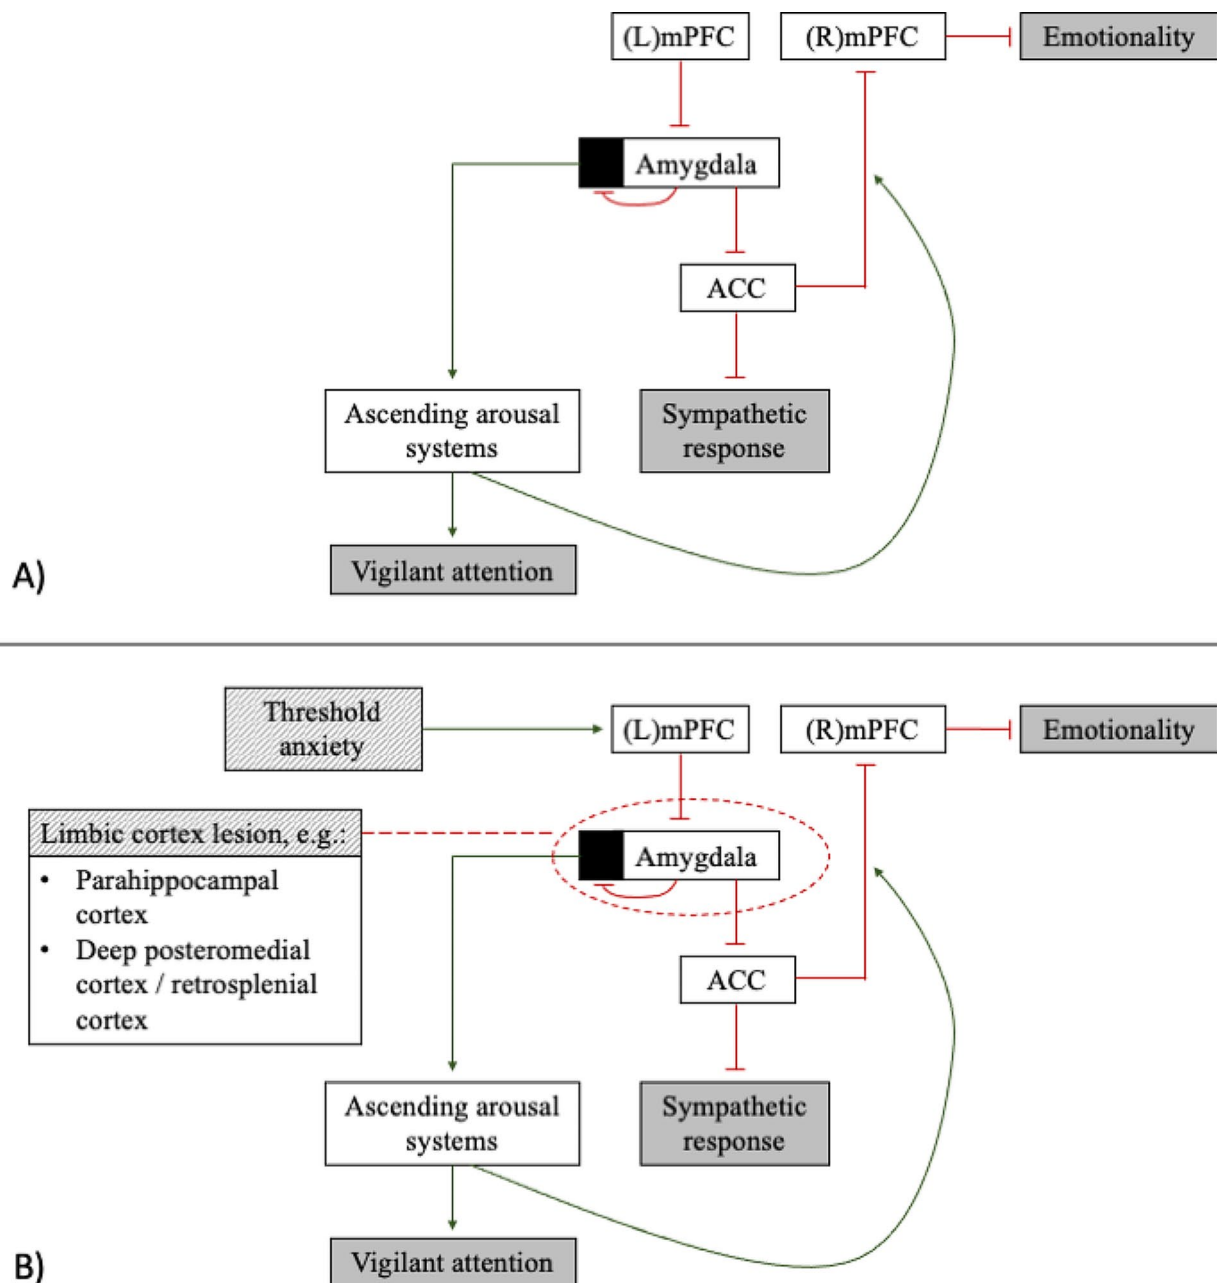 (L)mPFC
(R)mPFC
Emotionality
Amygdala
ACC
Ascending arousal
systems
Sympathetic
response
Vigilant attention
A)
Threshold
anxiety
(L)mPFC
(R)mPFC
Emotionality
Limbic cortex lesion, e.g.:
• Parahippocampal
cortex
• Deep posteromedial
cortex / retrosplenial
cortex
Amygdala
ACC
Ascending arousal
systems
Sympathetic
response
Vigilant attention
B)